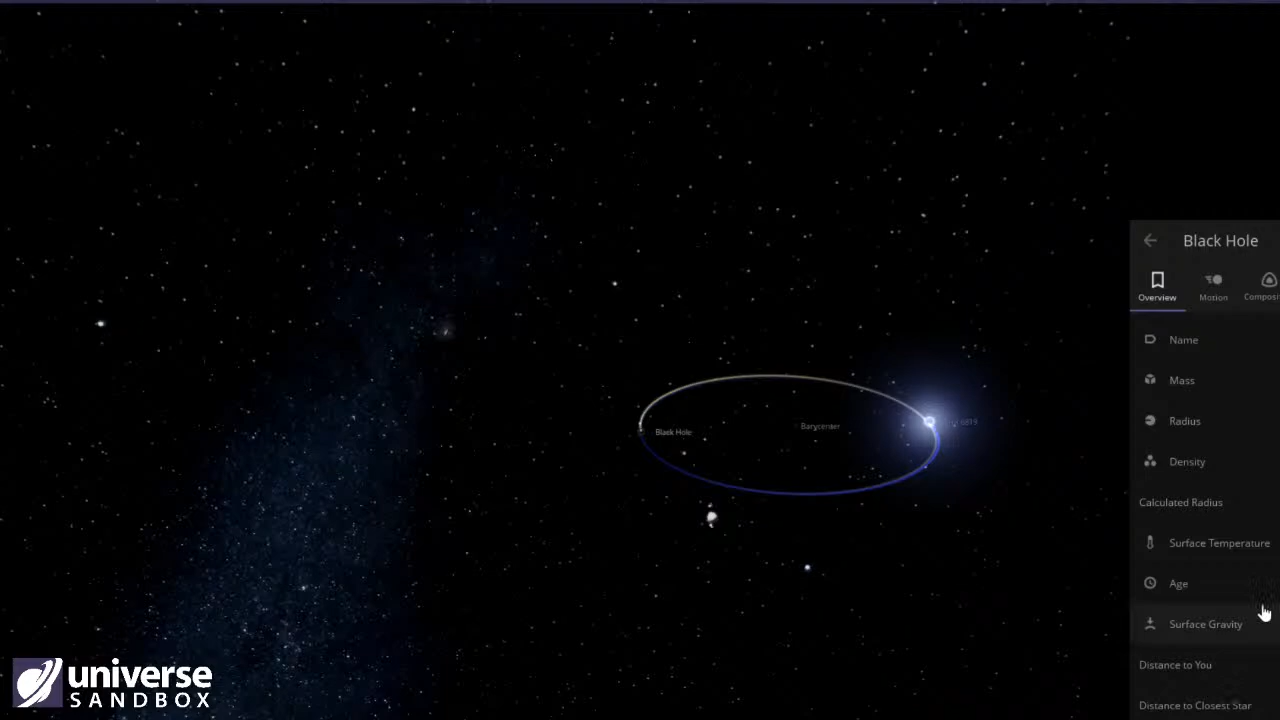 Black Hole
Overview
Motion
Compos
Name
Mass
Radius
Density
Calculated Radius
Surface Temperature
Age
Surface Gravity
Distance to You
Distance to Closest Star
Black Hole
Barycenter
universe
SANDBOX